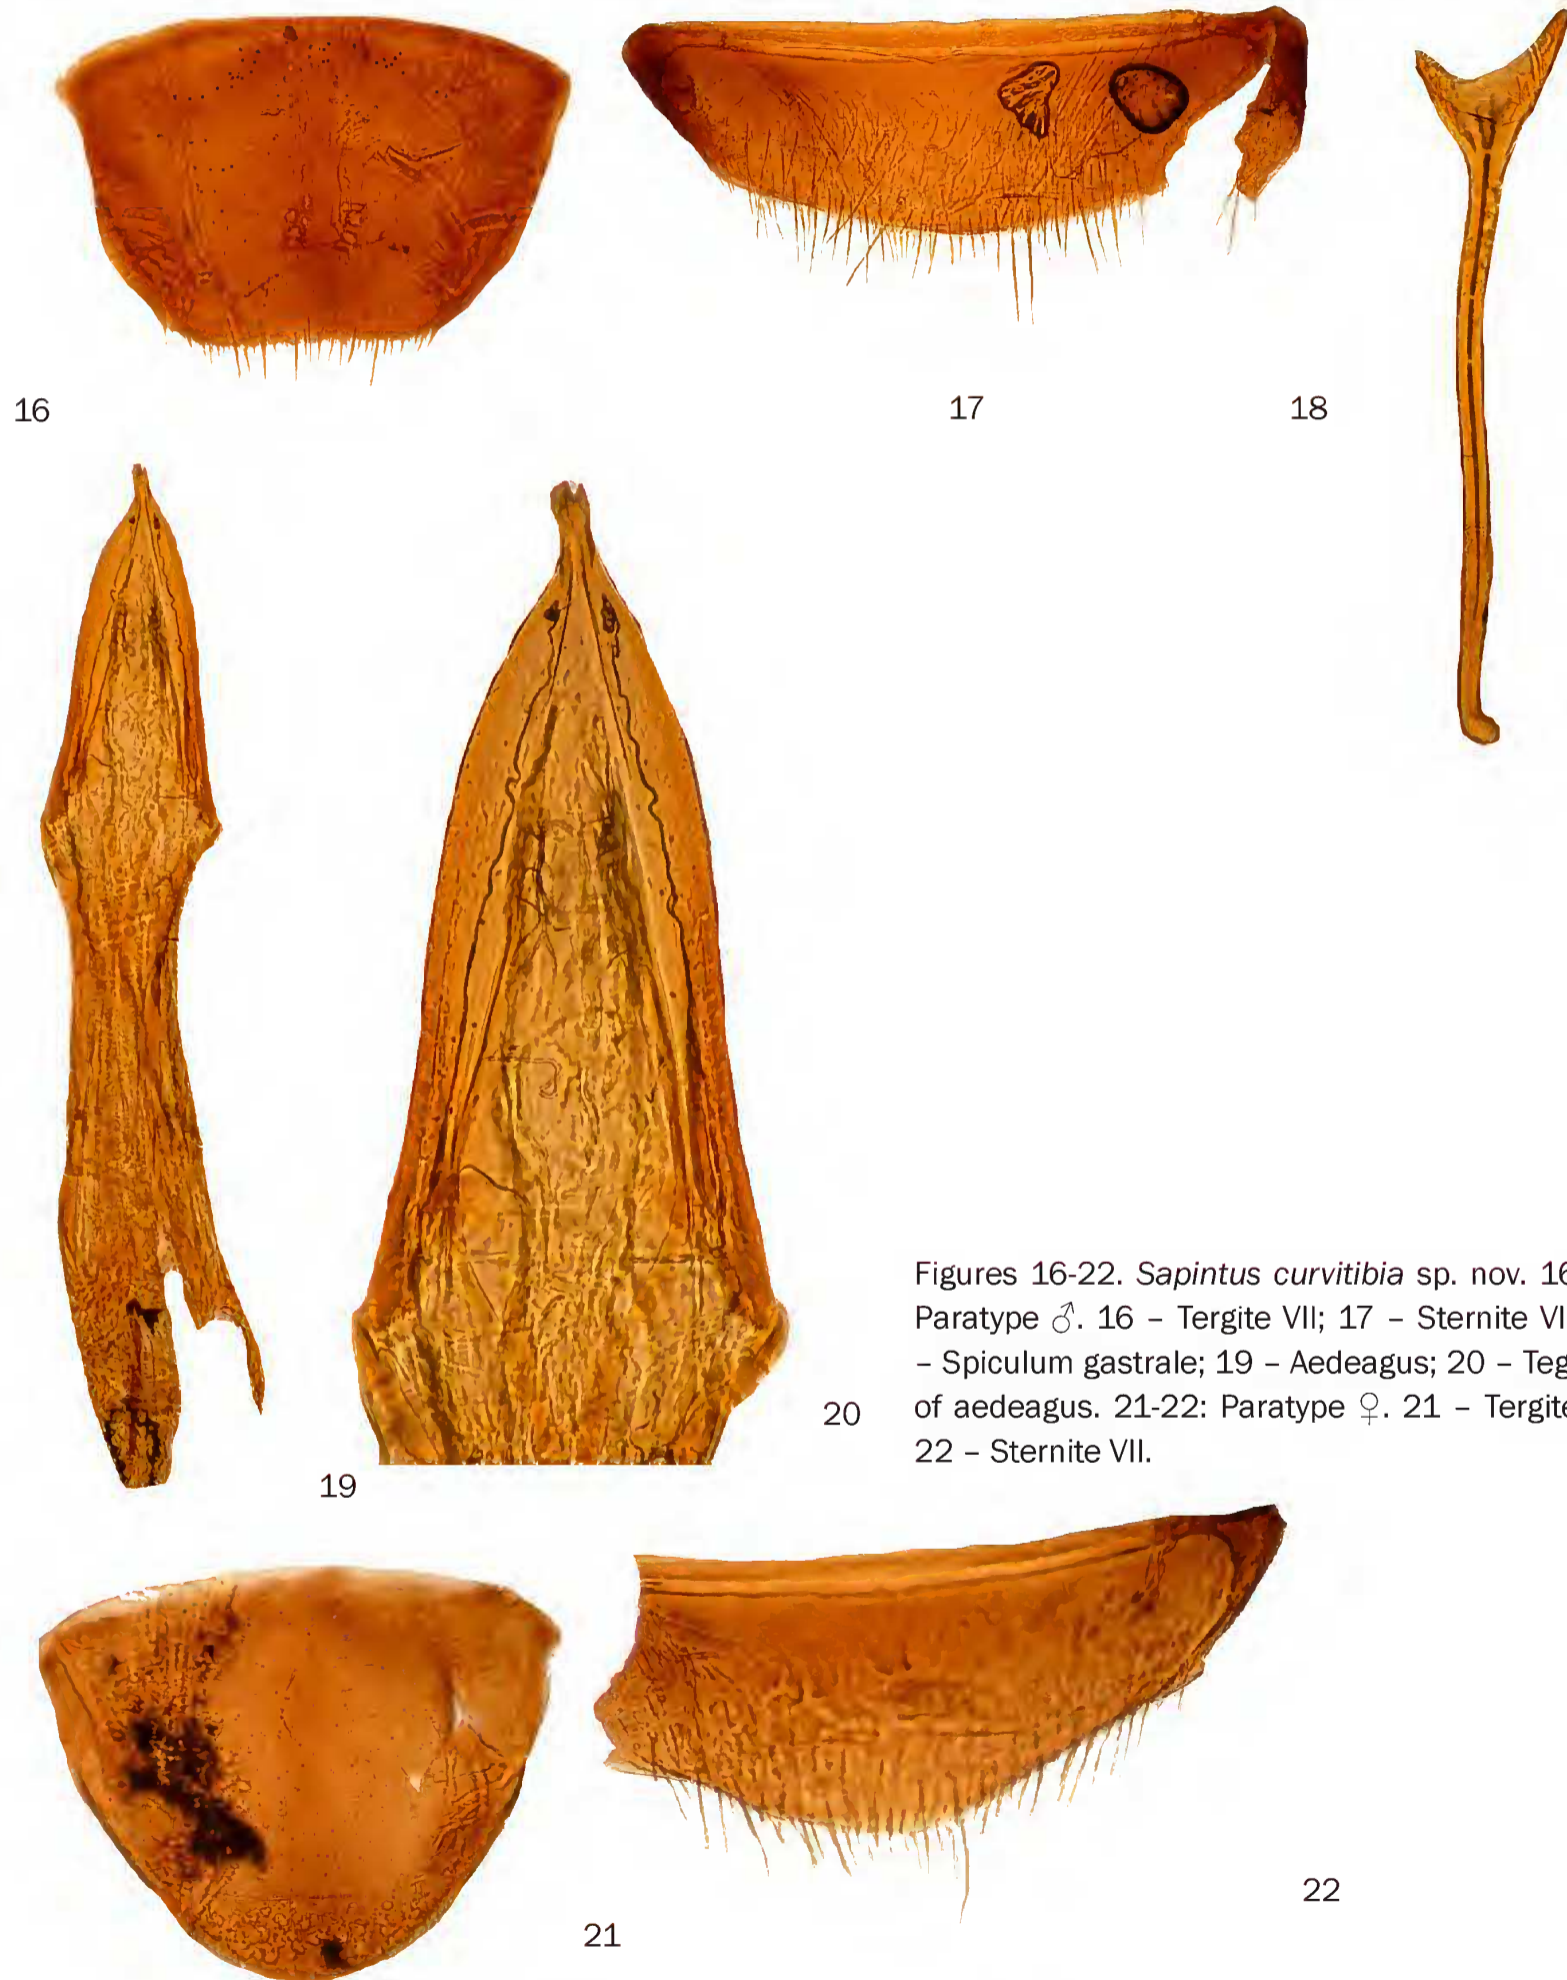 16
17
18
19
20
Figures 16-22. Sapintus curvitibia sp. nov. 16
Paratype ♂. 16 – Tergite VII; 17 – Sternite VI
– Spiculum gastrale; 19 – Aedeagus; 20 – Teg
of aedeagus. 21-22: Paratype ♀. 21 – Tergite
22 – Sternite VII.
21
22